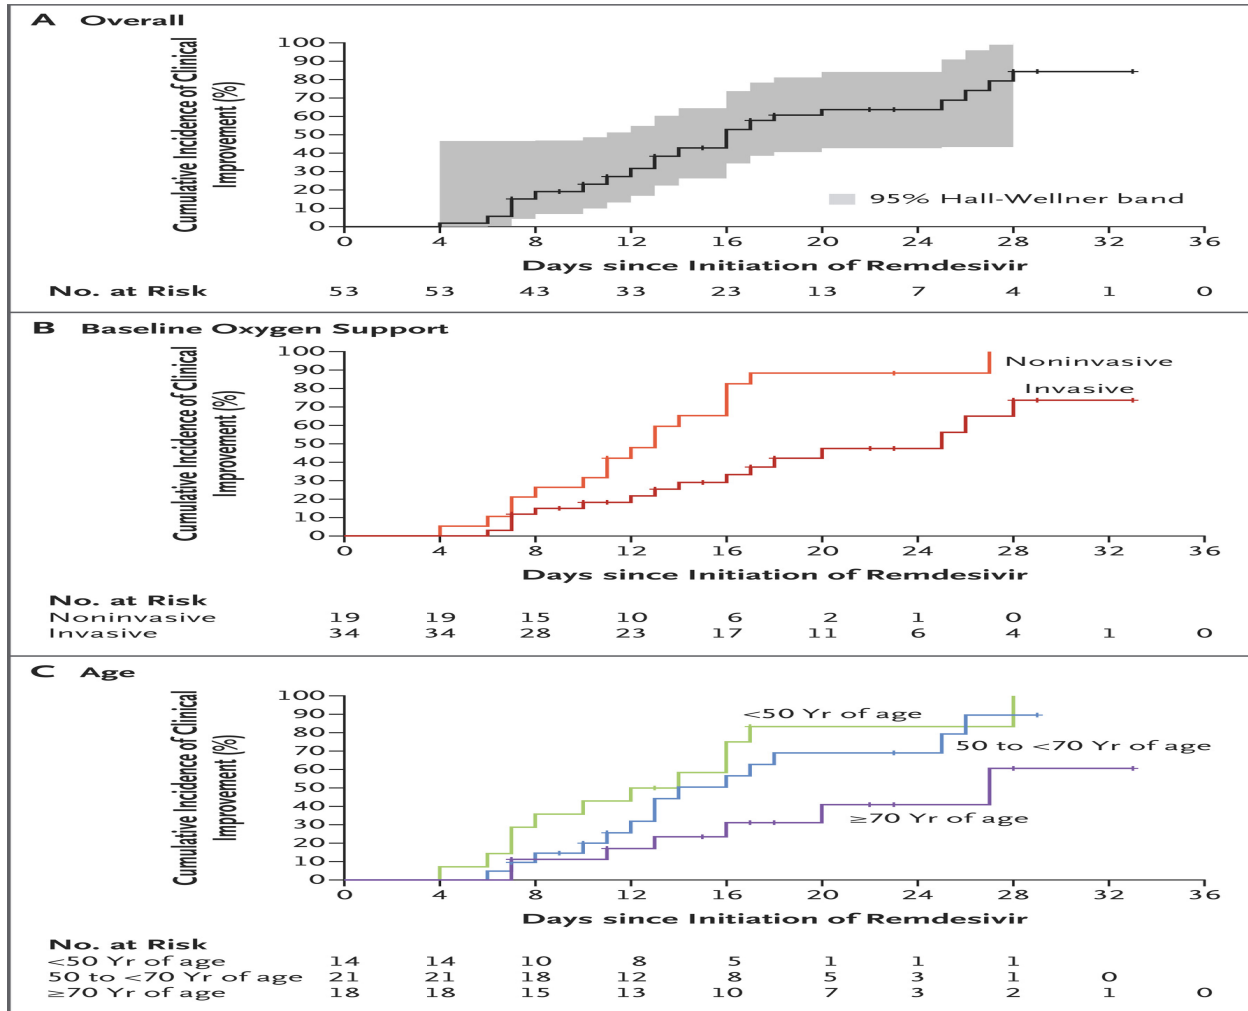 A Overall
Cumulative Incidence of Clinical
Improvement (%)
100
90
80
70
60
50
40
30
20
10
0
95% Hall-Wellner band
0 4 8 12 16 20 24 28 32 36
Days since Initiation of Remdesivir
No. at Risk 53 53 43 33 23 13 7 4 1 0
B Baseline Oxygen Support
Cumulative Incidence of Clinical
Improvement (%)
100
90
80
70
60
50
40
30
20
10
0
Noninvasive
Invasive
0 4 8 12 16 20 24 28 32 36
Days since Initiation of Remdesivir
No. at Risk
Noninvasive 19 19 15 10 6 2 1 0
Invasive 34 34 28 23 17 11 6 4 1 0
C Age
Cumulative Incidence of Clinical
Improvement (%)
100
90
80
70
60
50
40
30
20
10
0
<50 Yr of age
50 to <70 Yr of age
≥70 Yr of age
0 4 8 12 16 20 24 28 32 36
Days since Initiation of Remdesivir
No. at Risk
<50 Yr of age 14 14 10 8 5 1 1 1
50 to <70 Yr of age 21 21 18 12 8 5 3 1 0
≥70 Yr of age 18 18 15 13 10 7 3 2 1 0